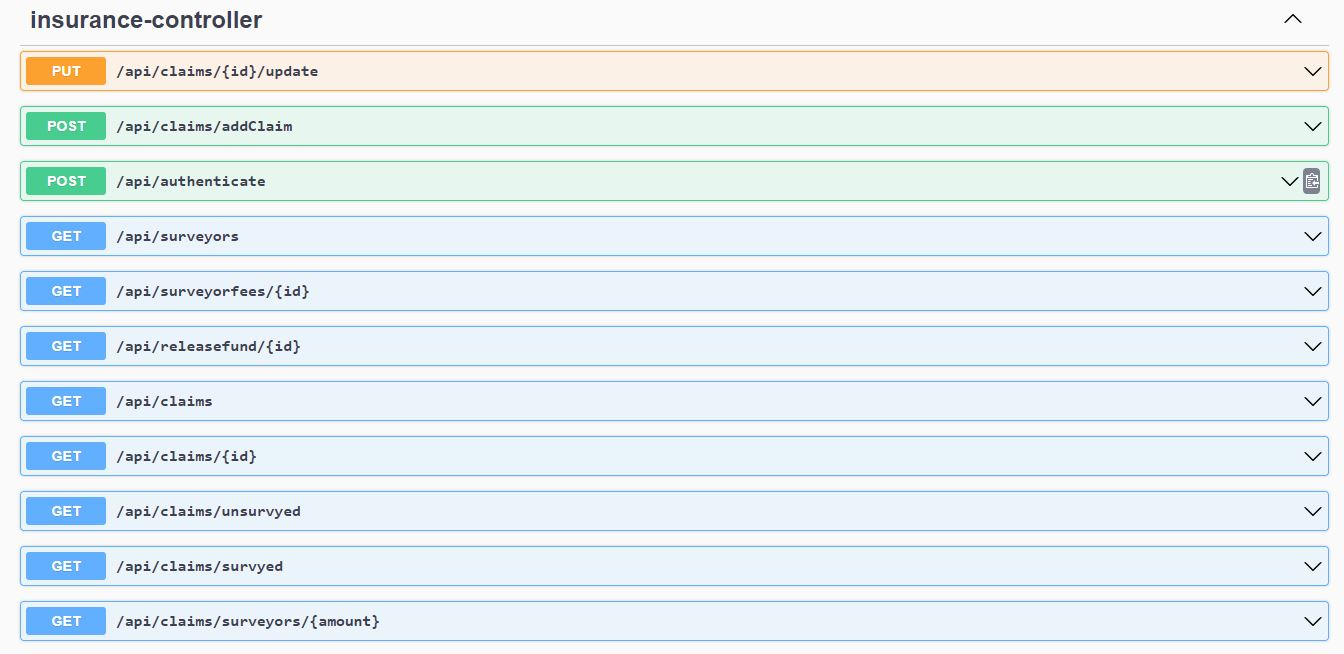 insurance-controller
PUT /api/claims/{id}/update
POST /api/claims/addClaim
POST /api/authenticate
GET /api/surveyors
GET /api/surveyorfees/{id}
GET /api/releasefund/{id}
GET /api/claims
GET /api/claims/{id}
GET /api/claims/unsurvyed
GET /api/claims/survyed
GET /api/claims/surveyors/{amount}